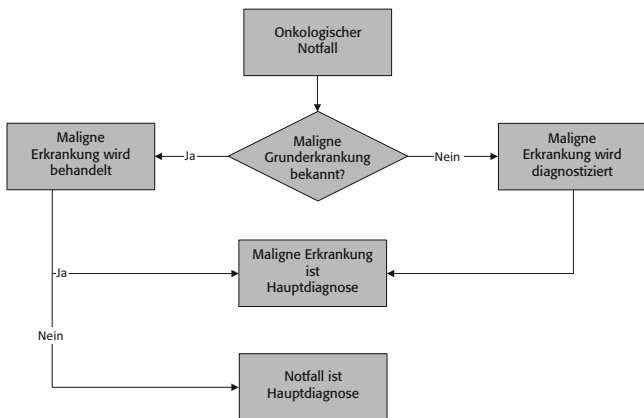 Onkologischer
Notfall
Maligne
Erkrankung wird
behandelt
Ja
Maligne
Grunderkrankung
bekannt?
Nein
Maligne
Erkrankung wird
diagnostiziert
Ja
Maligne Erkrankung
ist
Hauptdiagnose
Nein
Notfall ist
Hauptdiagnose